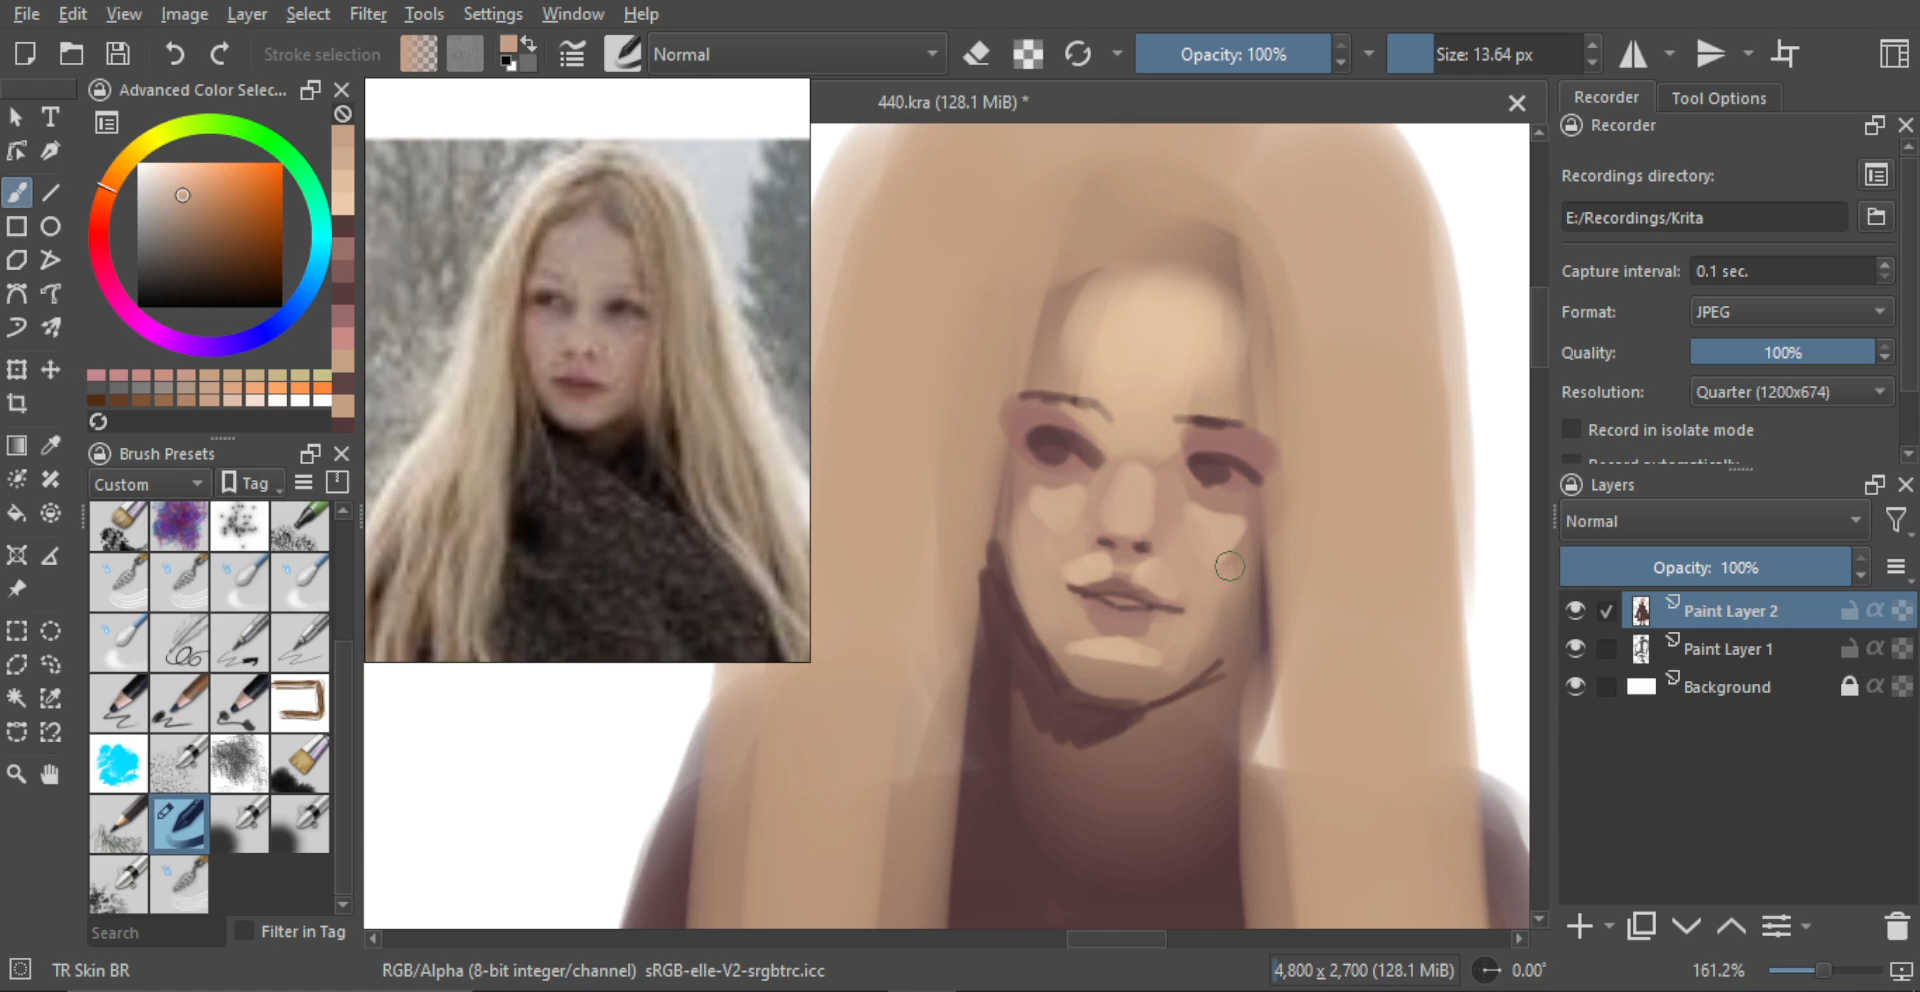 File Edit View Image Layer Select Filter Tools Settings Window Help
Stroke selection
Normal
Opacity: 100%
Size: 13.64 px
Advanced Color Selec...
440.kra (128.1 MiB) *
Recorder
Tool Options
Recorder
Recordings directory:
E:/Recordings/Krita
Capture interval: 0.1 sec.
Format: JPEG
Quality: 100%
Resolution: Quarter (1200x674)
Record in isolate mode
Record automatically
Brush Presets
Custom
Tag
Layers
Normal
Opacity: 100%
Paint Layer 2
Paint Layer 1
Background
Search
Filter in Tag
TR Skin BR
RGB/Alpha (8-bit integer/channel) sRGB-elle-V2-srgbtrc.icc
4,800 x 2,700 (128.1 MiB)
0.00°
161.2%